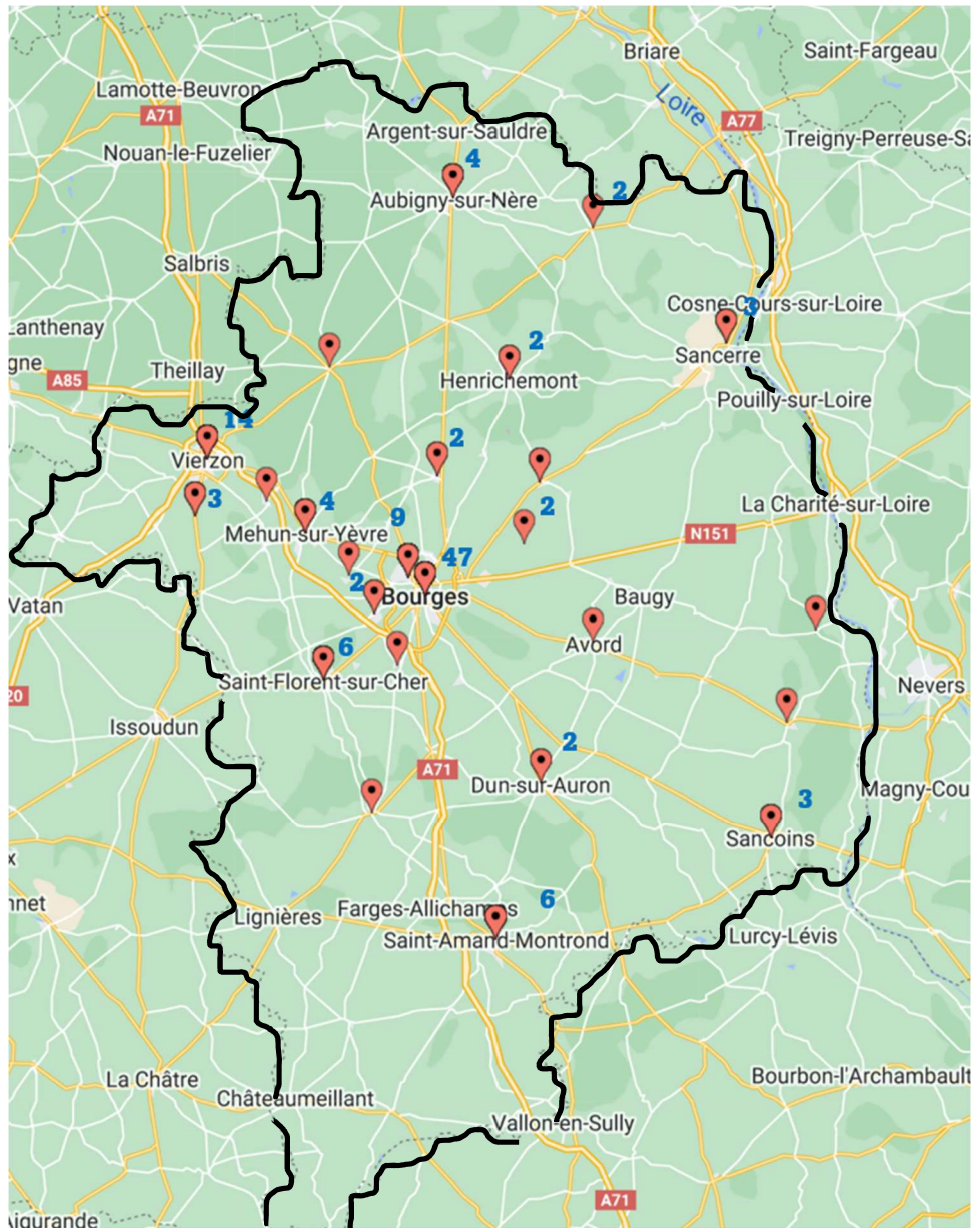 Briare
Saint-Fargeau
Lamotte-Beuvron
A71
Loire
A77
Argent-sur-Sauldre
Treigny-Perreuse-Sa
Nouan-le-Fuzelier
4
Aubigny-sur-Nère
2
Salbris
Cosne-Cours-sur-Loire
3
Lanthenay
gne
A85
Theillay
2
Henrichemont
Sancerre
Pouilly-sur-Loire
14
Vierzon
2
3
4
2
La Charité-sur-Loire
Mehun-sur-Yèvre
9
N151
47
2
Bourges
Vatan
Baugy
Avord
6
Saint-Florent-sur-Cher
20
Nevers
Issoudun
2
A71
Dun-sur-Auron
Magny-Cou
3
Sancoins
x
nnet
6
Lignières
Farges-Allichamps
Saint-Amand-Montrond
Lurcy-Lévis
La Châtre
Bourbon-l'Archambault
Châteaumeillant
Vallon-en-Sully
A71
Aigurande